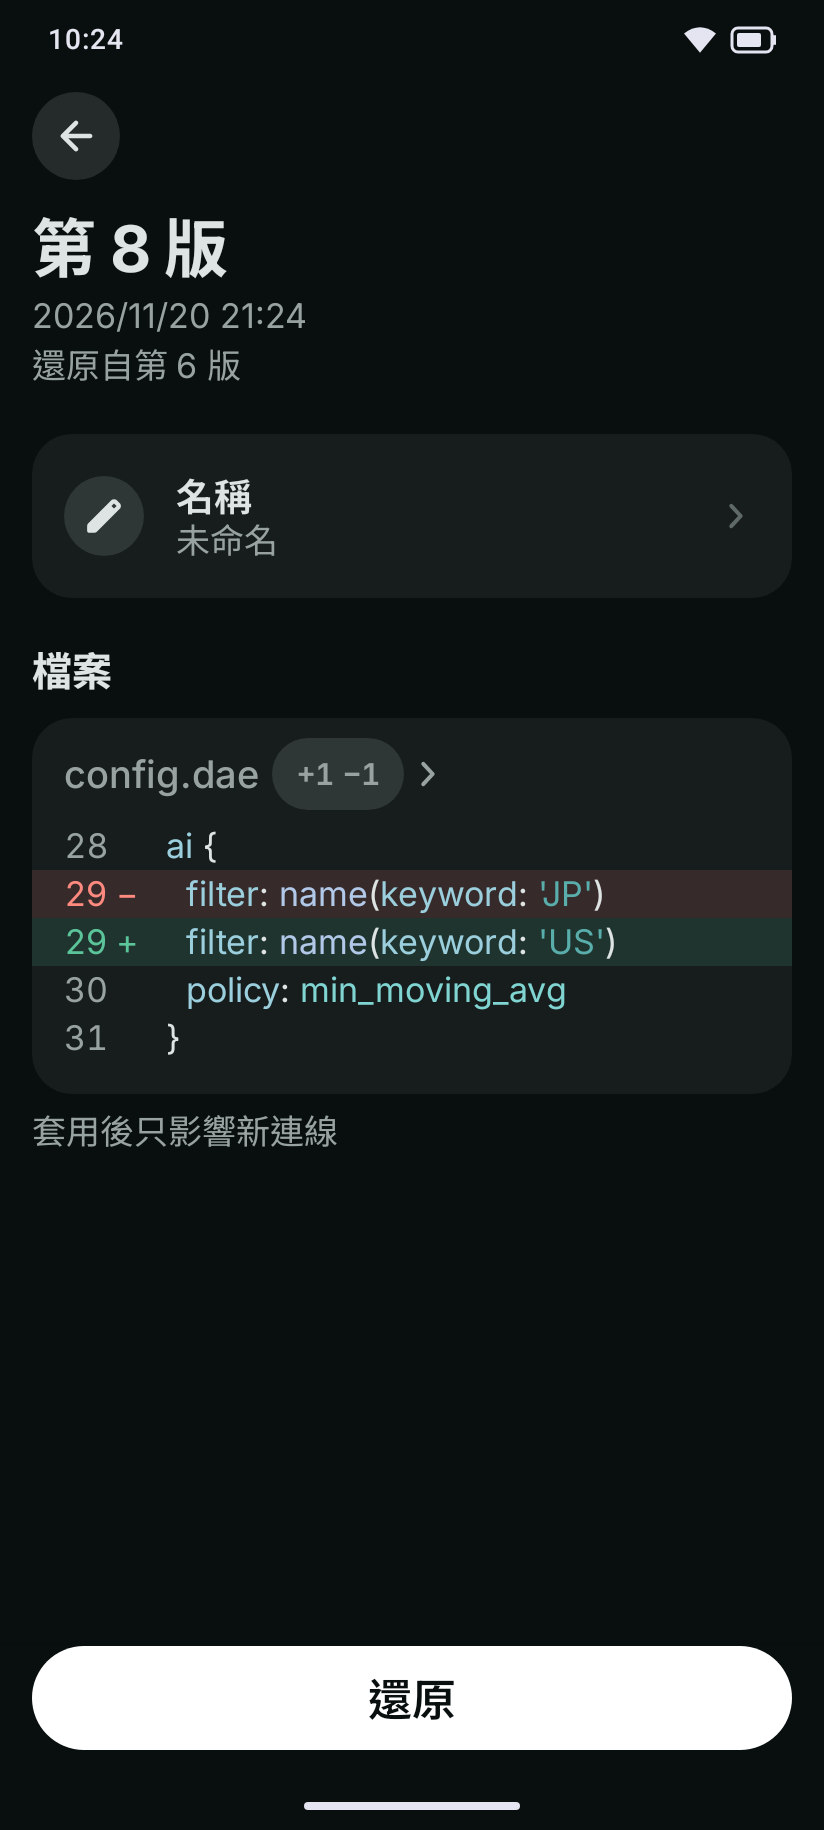 10:24
第 8 版
2026/11/20 21:24
還原自第 6 版
名稱
未命名
檔案
config.dae +1 −1
28 ai {
29 − filter: name(keyword: 'JP')
29 + filter: name(keyword: 'US')
30 policy: min_moving_avg
31 }
套用後只影響新連線
還原